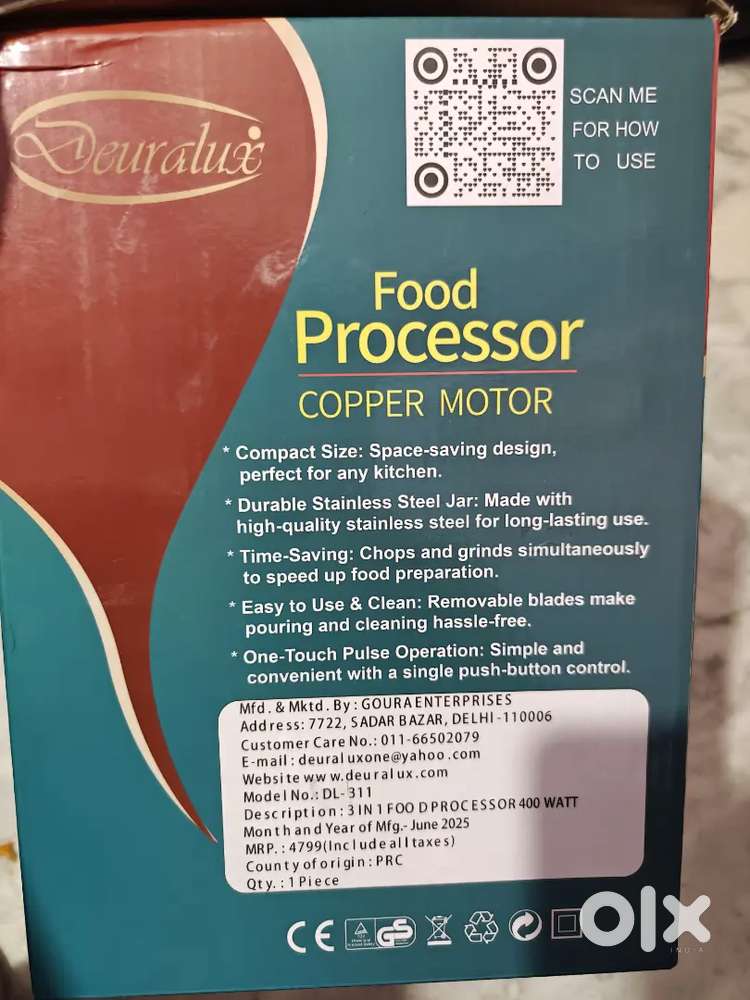 Deuralux
SCAN ME
FOR HOW
TO USE
Food
Processor
COPPER MOTOR
* Compact Size: Space-saving design,
perfect for any kitchen.
* Durable Stainless Steel Jar: Made with
high-quality stainless steel for long-lasting use.
* Time-Saving: Chops and grinds simultaneously
to speed up food preparation.
* Easy to Use & Clean: Removable blades make
pouring and cleaning hassle-free.
* One-Touch Pulse Operation: Simple and
convenient with a single push-button control.
Mfd. & Mktd. By : GOURA ENTERPRISES
Address: 7722, SADAR BAZAR, DELHI -110006
Customer Care No.: 011-66502079
E-mail : deuraluxone@yahoo.com
Website www.deuralux.com
Model No.: DL-311
Description : 3 IN 1 FOOD PROCESSOR 400 WATT
Month and Year of Mfg.- June 2025
MRP. : 4799(Include all taxes)
County of origin : PRC
Qty. : 1 Piece
CE
GS
olx
INDIA